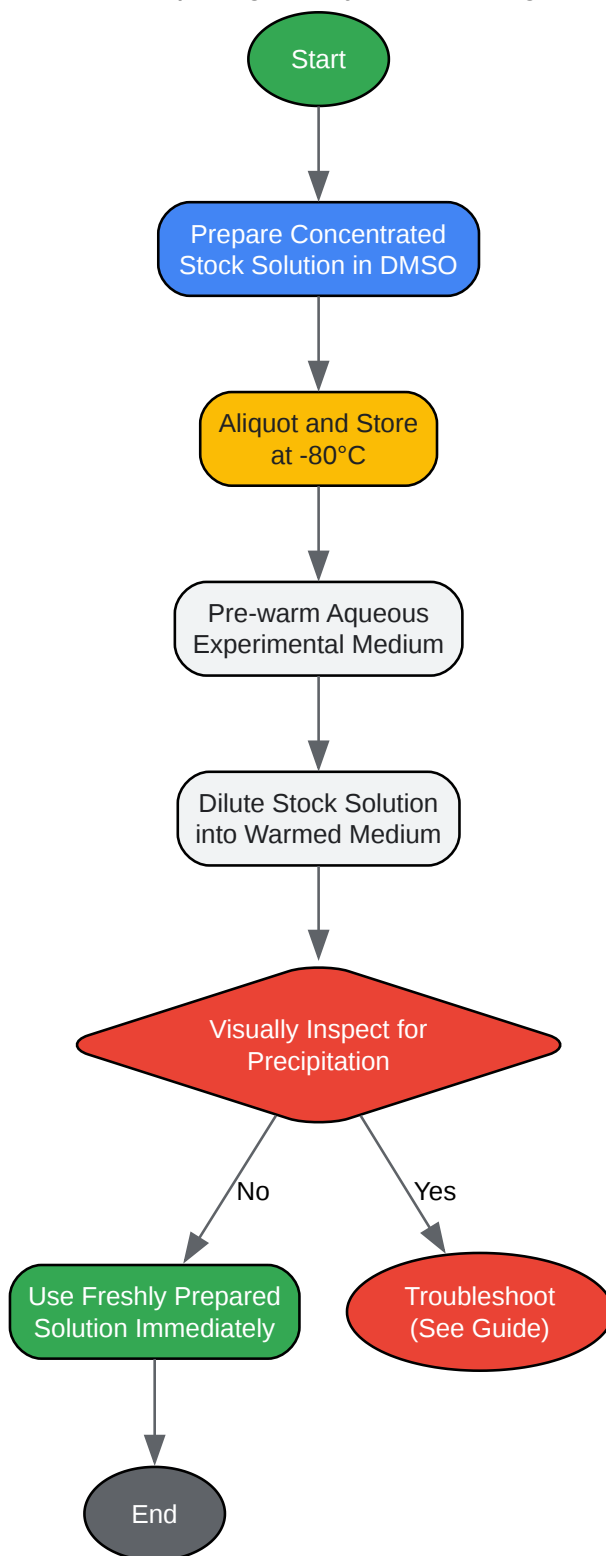 Start
Prepare Concentrated
Stock Solution in DMSO
Aliquot and Store
at -80°C
Pre-warm Aqueous
Experimental Medium
Dilute Stock Solution
into Warmed Medium
Visually Inspect for
Precipitation
No
Yes
Use Freshly Prepared
Solution Immediately
Troubleshoot
(See Guide)
End